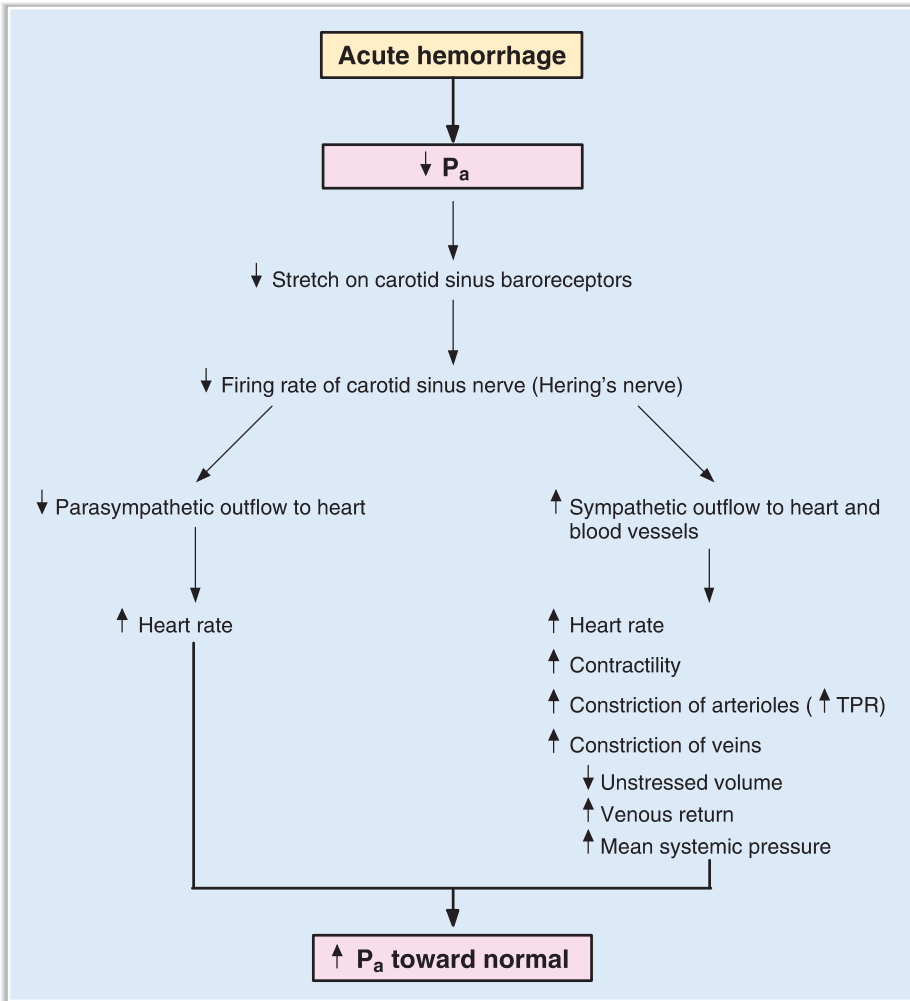 Acute hemorrhage
↓ Pa
↓ Stretch on carotid sinus baroreceptors
↓ Firing rate of carotid sinus nerve (Hering's nerve)
↓ Parasympathetic outflow to heart
↑ Heart rate
↑ Sympathetic outflow to heart and
blood vessels
↑ Heart rate
↑ Contractility
↑ Constriction of arterioles ( ↑ TPR)
↑ Constriction of veins
↓ Unstressed volume
↑ Venous return
↑ Mean systemic pressure
↑ Pa toward normal